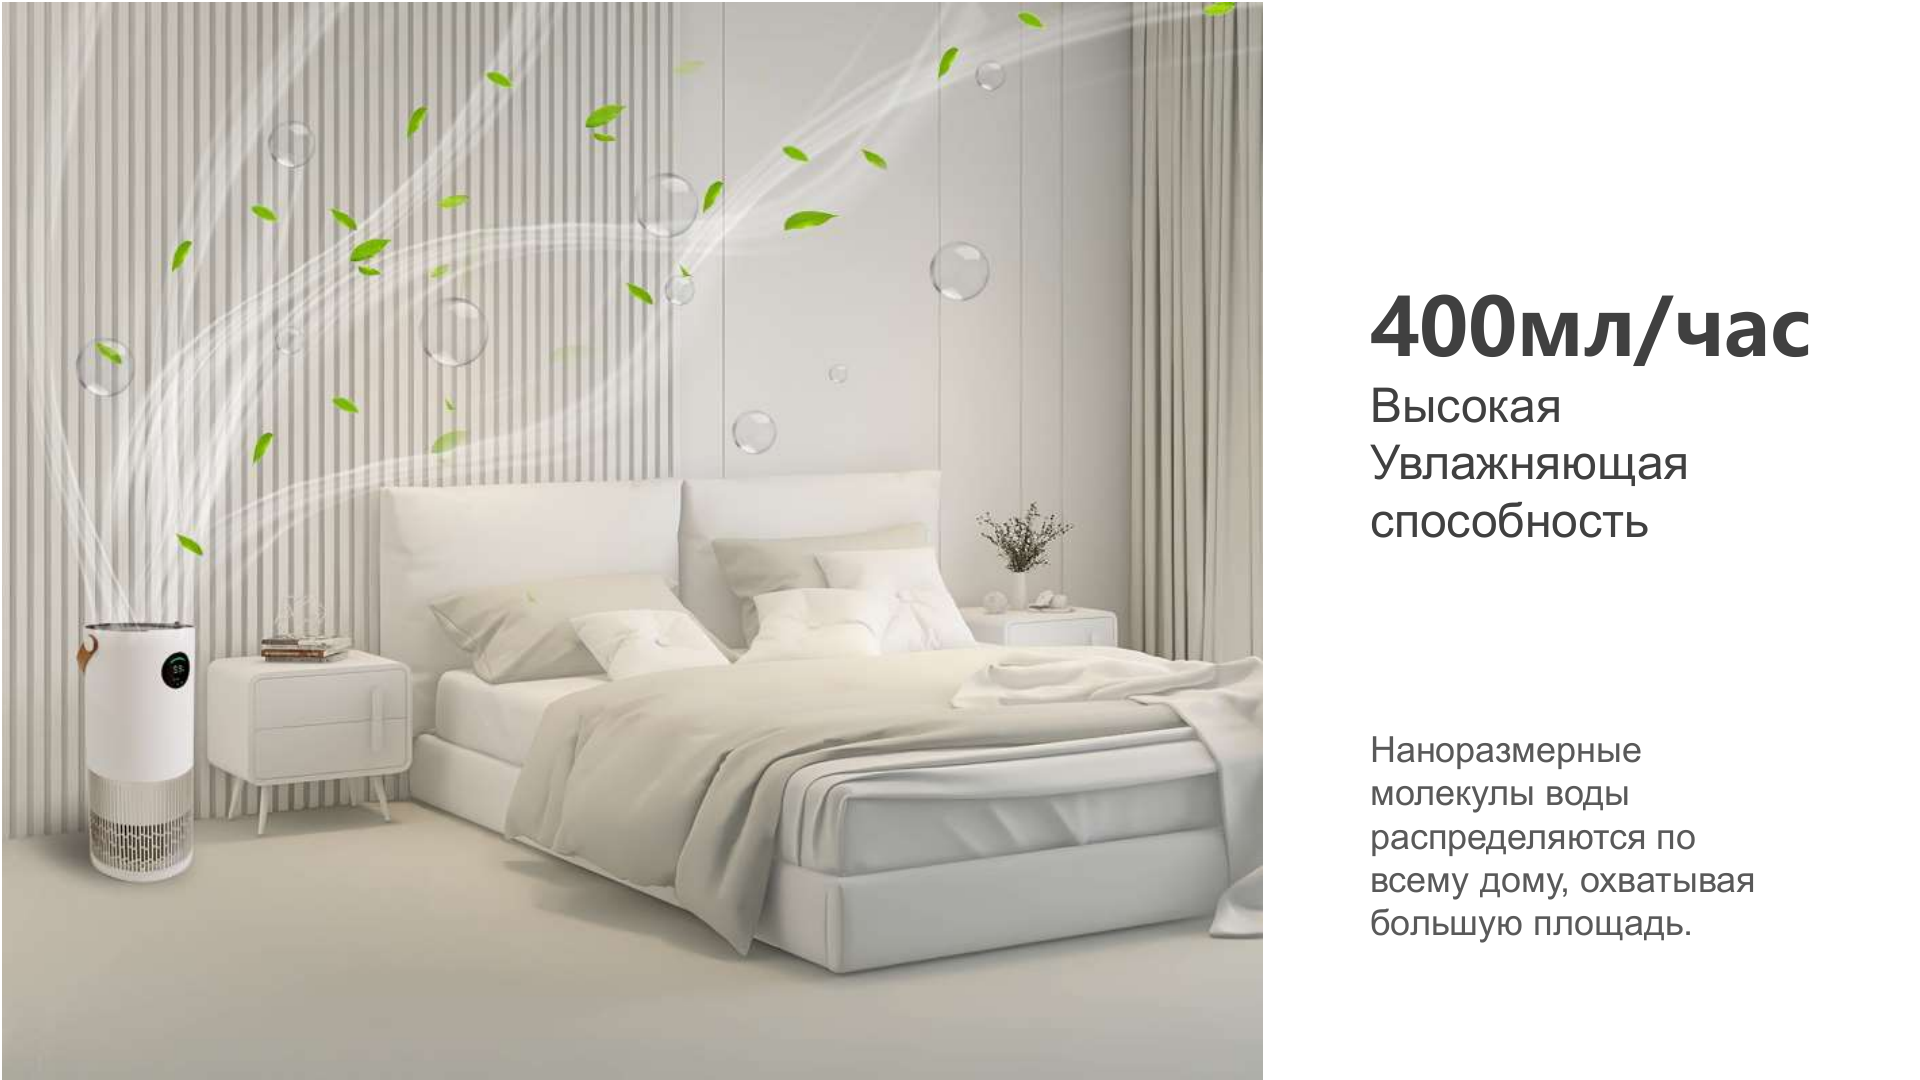 400мл/час
Высокая
Увлажняющая
способность
Наноразмерные
молекулы воды
распределяются по
всему дому, охватывая
большую площадь.